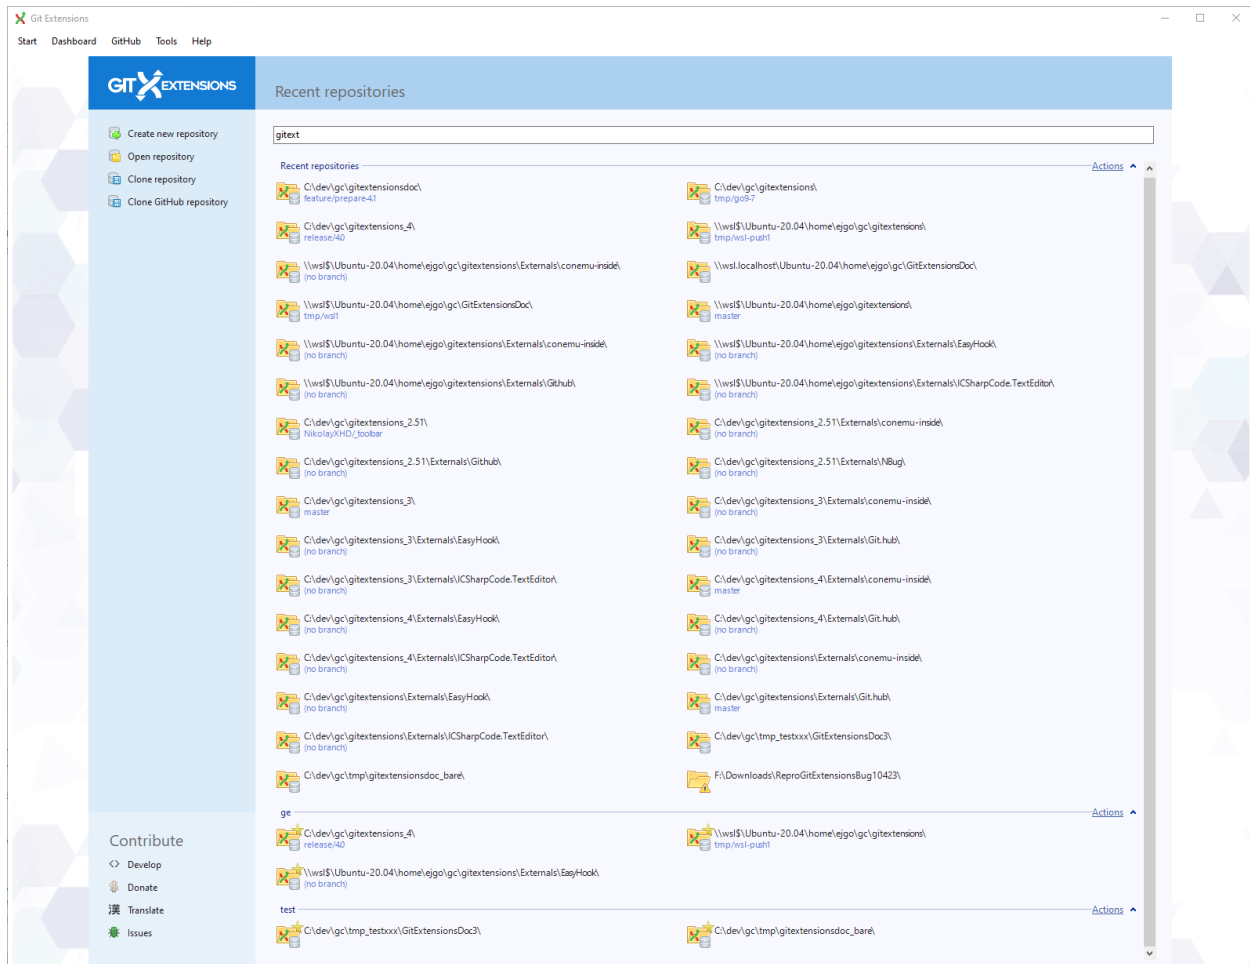 Git Extensions
Start Dashboard GitHub Tools Help
GIT EXTENSIONS
Recent repositories
Create new repository
Open repository
Clone repository
Clone GitHub repository
gitext
Recent repositories Actions
C:\dev\gc\gitextensionsdoc\
feature/prepare-4.1
C:\dev\gc\gitextensions\
tmp/go9-7
C:\dev\gc\gitextensions_4\
release/4.0
\\wsl$\Ubuntu-20.04\home\ejgo\gc\gitextensions\
tmp/wsl-push1
\\wsl$\Ubuntu-20.04\home\ejgo\gc\gitextensions\Externals\conemu-inside\
(no branch)
\\wsl.localhost\Ubuntu-20.04\home\ejgo\gc\GitExtensionsDoc\
\\wsl$\Ubuntu-20.04\home\ejgo\gc\GitExtensionsDoc\
tmp/wsl1
\\wsl$\Ubuntu-20.04\home\ejgo\gitextensions\
master
\\wsl$\Ubuntu-20.04\home\ejgo\gitextensions\Externals\conemu-inside\
(no branch)
\\wsl$\Ubuntu-20.04\home\ejgo\gitextensions\Externals\EasyHook\
(no branch)
\\wsl$\Ubuntu-20.04\home\ejgo\gitextensions\Externals\Git.hub\
(no branch)
\\wsl$\Ubuntu-20.04\home\ejgo\gitextensions\Externals\ICSharpCode.TextEditor\
(no branch)
C:\dev\gc\gitextensions_2.51\
NikolayXHD/_toolbar
C:\dev\gc\gitextensions_2.51\Externals\conemu-inside\
(no branch)
C:\dev\gc\gitextensions_2.51\Externals\Git.hub\
(no branch)
C:\dev\gc\gitextensions_2.51\Externals\NBug\
(no branch)
C:\dev\gc\gitextensions_3\
master
C:\dev\gc\gitextensions_3\Externals\conemu-inside\
(no branch)
C:\dev\gc\gitextensions_3\Externals\EasyHook\
(no branch)
C:\dev\gc\gitextensions_3\Externals\Git.hub\
(no branch)
C:\dev\gc\gitextensions_3\Externals\ICSharpCode.TextEditor\
(no branch)
C:\dev\gc\gitextensions_4\Externals\conemu-inside\
master
C:\dev\gc\gitextensions_4\Externals\EasyHook\
(no branch)
C:\dev\gc\gitextensions_4\Externals\Git.hub\
(no branch)
C:\dev\gc\gitextensions_4\Externals\ICSharpCode.TextEditor\
(no branch)
C:\dev\gc\gitextensions\Externals\conemu-inside\
(no branch)
C:\dev\gc\gitextensions\Externals\EasyHook\
(no branch)
C:\dev\gc\gitextensions\Externals\Git.hub\
master
C:\dev\gc\gitextensions\Externals\ICSharpCode.TextEditor\
(no branch)
C:\dev\gc\tmp_testxxx\GitExtensionsDoc3\
C:\dev\gc\tmp\gitextensionsdoc_bare\
F:\Downloads\ReproGitExtensionsBug10423\
ge Actions
C:\dev\gc\gitextensions_4\
release/4.0
\\wsl$\Ubuntu-20.04\home\ejgo\gc\gitextensions\
tmp/wsl-push1
\\wsl$\Ubuntu-20.04\home\ejgo\gc\gitextensions\Externals\EasyHook\
(no branch)
test Actions
C:\dev\gc\tmp_testxxx\GitExtensionsDoc3\
C:\dev\gc\tmp\gitextensionsdoc_bare\
Contribute
Develop
Donate
漢 Translate
Issues